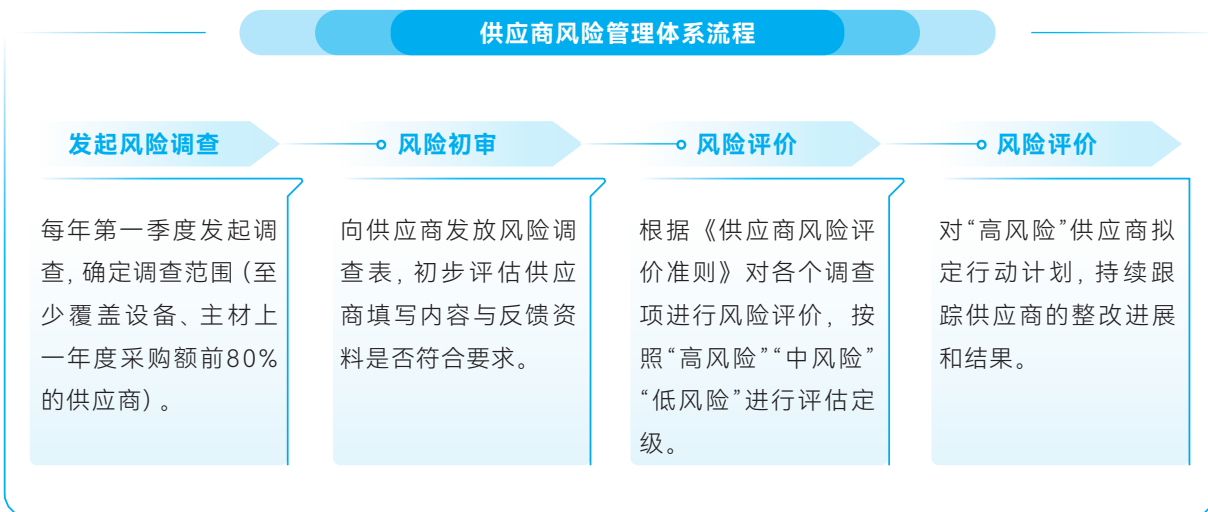 供应商风险管理体系流程
发起风险调查
每年第一季度发起调
查，确定调查范围（至
少覆盖设备、主材上
一年度采购额前80%
的供应商）。
风险初审
向供应商发放风险调
查表，初步评估供应
商填写内容与反馈资
料是否符合要求。
风险评价
根据《供应商风险评
价准则》对各个调查
项进行风险评价，按
照“高风险”“中风险”
“低风险”进行评估定
级。
风险评价
对“高风险”供应商拟
定行动计划，持续跟
踪供应商的整改进展
和结果。